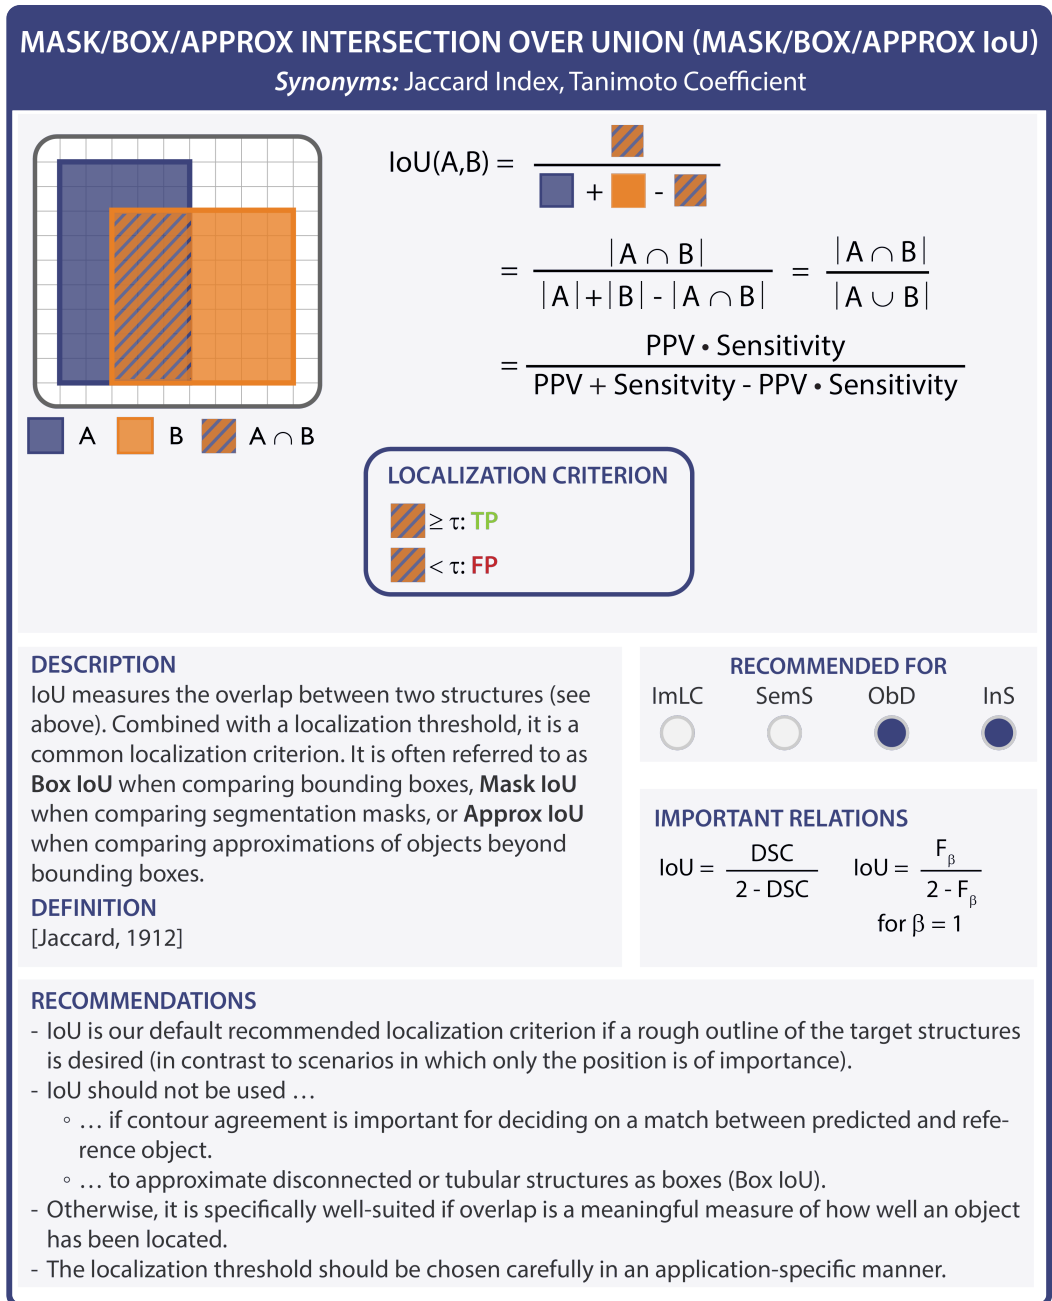 MASK/BOX/APPROX INTERSECTION OVER UNION (MASK/BOX/APPROX IoU)
Synonyms: Jaccard Index, Tanimoto Coefficient
IoU(A,B) =
+ -
= |A ∩ B| / |A|+|B| - |A ∩ B| = |A ∩ B| / |A ∪ B|
= PPV • Sensitivity / PPV + Sensitvity - PPV • Sensitivity
A B A ∩ B
LOCALIZATION CRITERION
≥ τ: TP
< τ: FP
DESCRIPTION
IoU measures the overlap between two structures (see
above). Combined with a localization threshold, it is a
common localization criterion. It is often referred to as
Box IoU when comparing bounding boxes, Mask IoU
when comparing segmentation masks, or Approx IoU
when comparing approximations of objects beyond
bounding boxes.
DEFINITION
[Jaccard, 1912]
RECOMMENDED FOR
ImLC SemS ObD InS
IMPORTANT RELATIONS
IoU = DSC / 2 - DSC
IoU = Fβ / 2 - Fβ
for β = 1
RECOMMENDATIONS
- IoU is our default recommended localization criterion if a rough outline of the target structures
is desired (in contrast to scenarios in which only the position is of importance).
- IoU should not be used …
◦ … if contour agreement is important for deciding on a match between predicted and refe-
rence object.
◦ … to approximate disconnected or tubular structures as boxes (Box IoU).
- Otherwise, it is specifically well-suited if overlap is a meaningful measure of how well an object
has been located.
- The localization threshold should be chosen carefully in an application-specific manner.